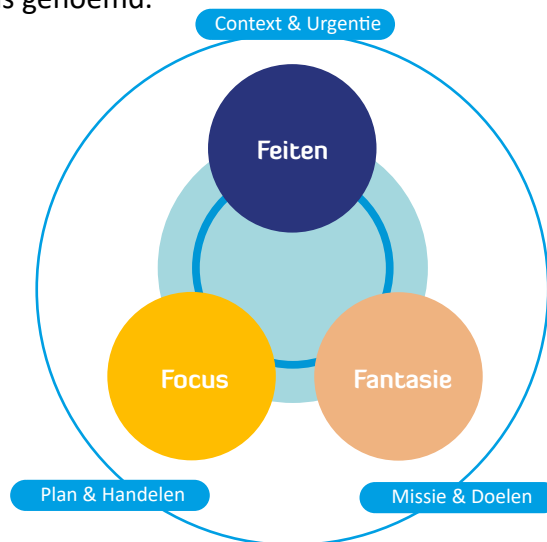 genoemd.
Context & Urgentie
Feiten
Focus
Fantasie
Plan & Handelen
Missie & Doelen